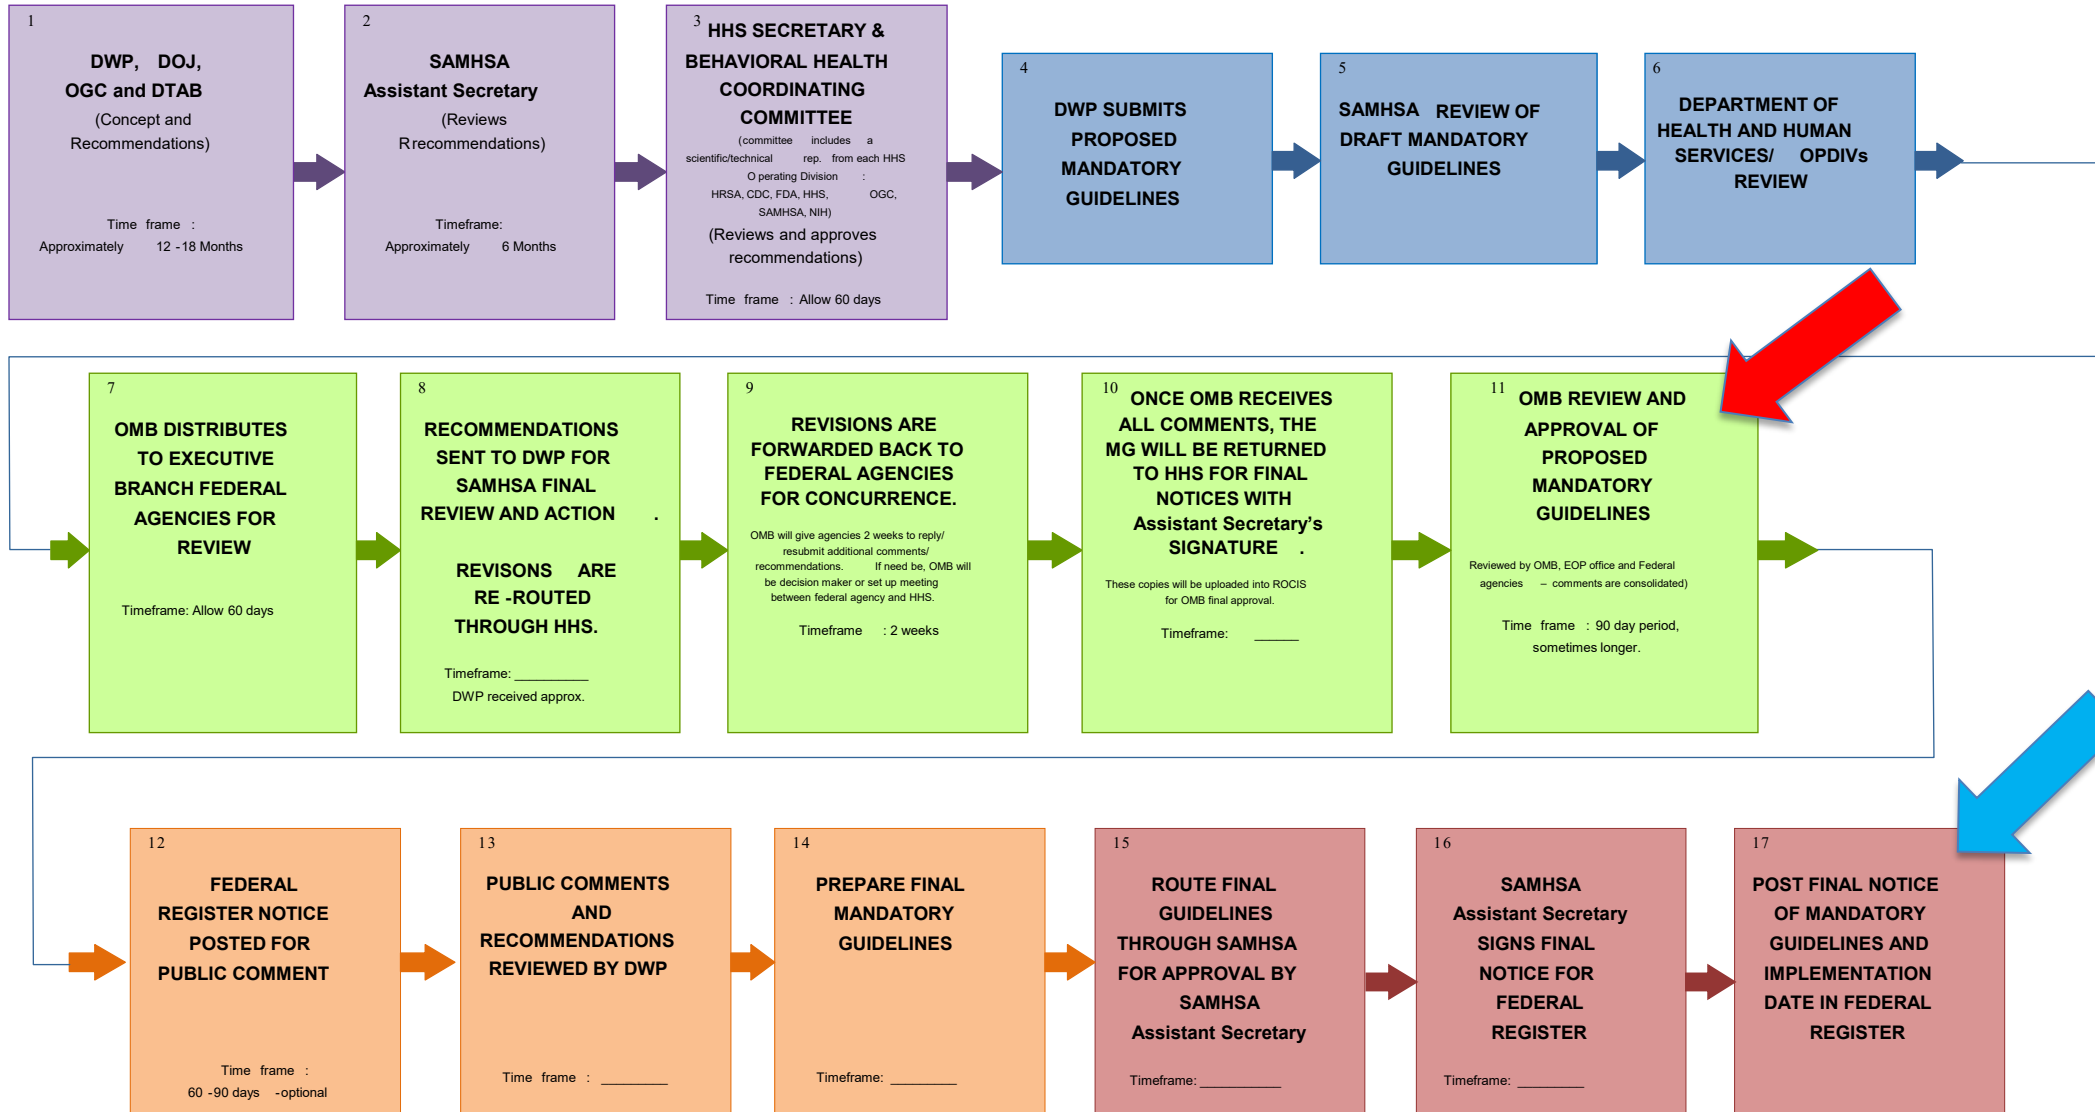 1
DWP, DOJ,
OGC and DTAB
(Concept and
Recommendations)
Time frame :
Approximately 12 -18 Months
2
SAMHSA
Assistant Secretary
(Reviews
Rrecommendations)
Timeframe:
Approximately 6 Months
3
HHS SECRETARY &
BEHAVIORAL HEALTH
COORDINATING
COMMITTEE
(committee includes a
scientific/technical rep. from each HHS
O perating Division :
HRSA, CDC, FDA, HHS, OGC,
SAMHSA, NIH)
(Reviews and approves
recommendations)
Time frame : Allow 60 days
4
DWP SUBMITS
PROPOSED
MANDATORY
GUIDELINES
5
SAMHSA REVIEW OF
DRAFT MANDATORY
GUIDELINES
6
DEPARTMENT OF
HEALTH AND HUMAN
SERVICES/ OPDIVs
REVIEW
7
OMB DISTRIBUTES
TO EXECUTIVE
BRANCH FEDERAL
AGENCIES FOR
REVIEW
Timeframe: Allow 60 days
8
RECOMMENDATIONS
SENT TO DWP FOR
SAMHSA FINAL
REVIEW AND ACTION .
REVISONS ARE
RE -ROUTED
THROUGH HHS.
Timeframe: __________
DWP received approx.
9
REVISIONS ARE
FORWARDED BACK TO
FEDERAL AGENCIES
FOR CONCURRENCE.
OMB will give agencies 2 weeks to reply/
resubmit additional comments/
recommendations. If need be, OMB will
be decision maker or set up meeting
between federal agency and HHS.
Timeframe : 2 weeks
10
ONCE OMB RECEIVES
ALL COMMENTS, THE
MG WILL BE RETURNED
TO HHS FOR FINAL
NOTICES WITH
Assistant Secretary’s
SIGNATURE .
These copies will be uploaded into ROCIS
for OMB final approval.
Timeframe: ______
11
OMB REVIEW AND
APPROVAL OF
PROPOSED
MANDATORY
GUIDELINES
Reviewed by OMB, EOP office and Federal
agencies – comments are consolidated)
Time frame : 90 day period,
sometimes longer.
12
FEDERAL
REGISTER NOTICE
POSTED FOR
PUBLIC COMMENT
Time frame :
60 -90 days -optional
13
PUBLIC COMMENTS
AND
RECOMMENDATIONS
REVIEWED BY DWP
Time frame : _________
14
PREPARE FINAL
MANDATORY
GUIDELINES
Timeframe: _________
15
ROUTE FINAL
GUIDELINES
THROUGH SAMHSA
FOR APPROVAL BY
SAMHSA
Assistant Secretary
Timeframe: ___________
16
SAMHSA
Assistant Secretary
SIGNS FINAL
NOTICE FOR
FEDERAL
REGISTER
Timeframe: _________
17
POST FINAL NOTICE
OF MANDATORY
GUIDELINES AND
IMPLEMENTATION
DATE IN FEDERAL
REGISTER